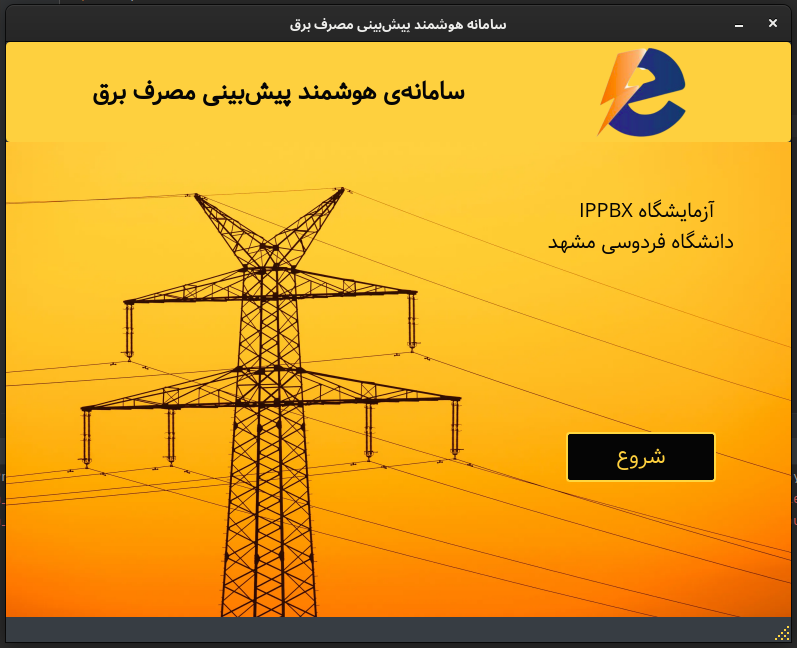 سامانه هوشمند پیش‌بینی مصرف برق
سامانه‌ی هوشمند پیش‌بینی مصرف برق
آزمایشگاه IPPBX
دانشگاه فردوسی مشهد
شروع